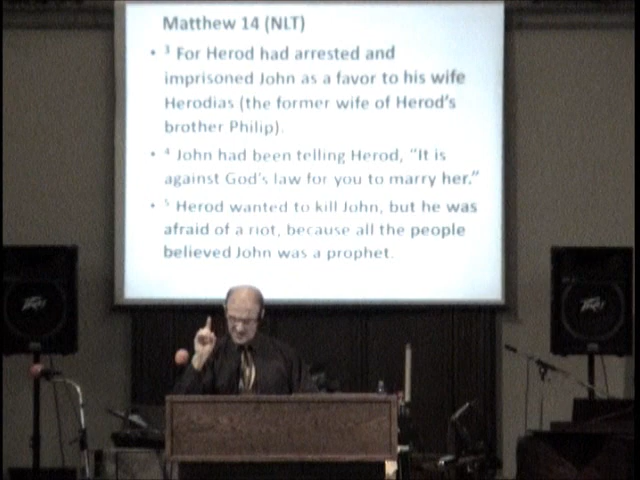 Matthew 14 (NLT)
• 3 For Herod had arrested and
imprisoned John as a favor to his wife
Herodias (the former wife of Herod's
brother Philip).
• 4 John had been telling Herod, "It is
against God's law for you to marry her."
• 5 Herod wanted to kill John, but he was
afraid of a riot, because all the people
believed John was a prophet.
PEAVEY
PEAVEY